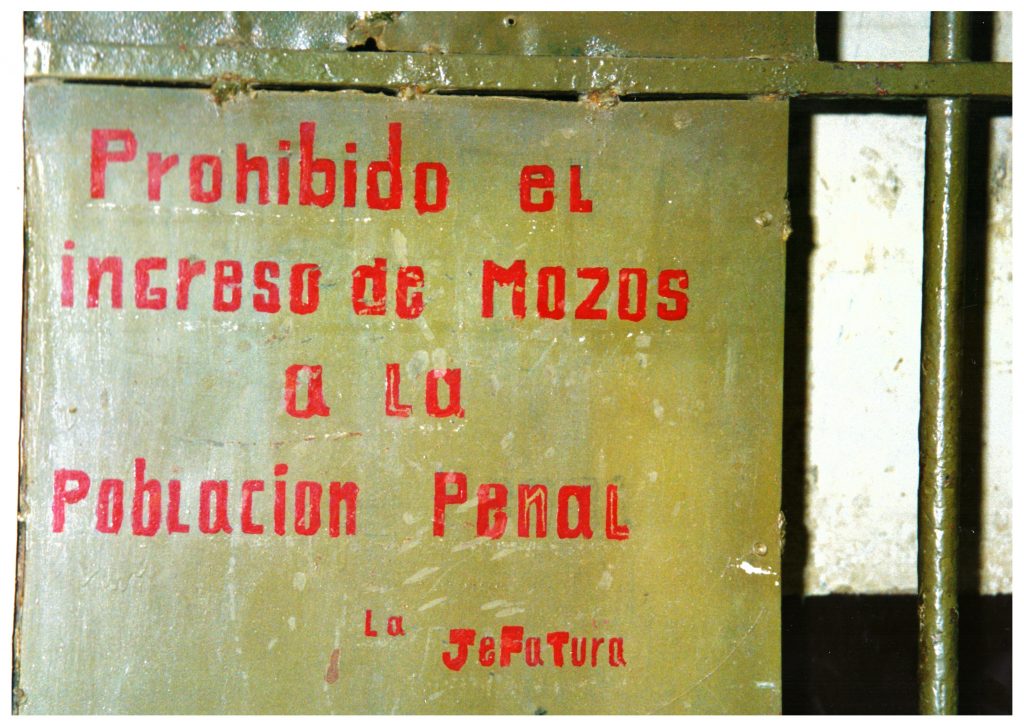 Prohibido el
ingreso de Mozos
a la
Poblacion Penal
La Jefatura